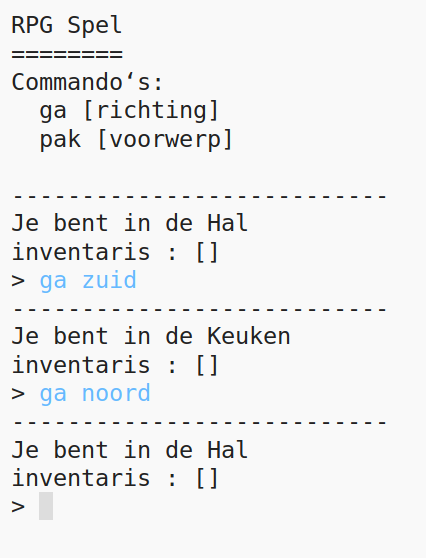 RPG Spel
========
Commando‘s:
  ga [richting]
  pak [voorwerp]

---------------------------
Je bent in de Hal
inventaris : []
> ga zuid
---------------------------
Je bent in de Keuken
inventaris : []
> ga noord
---------------------------
Je bent in de Hal
inventaris : []
>